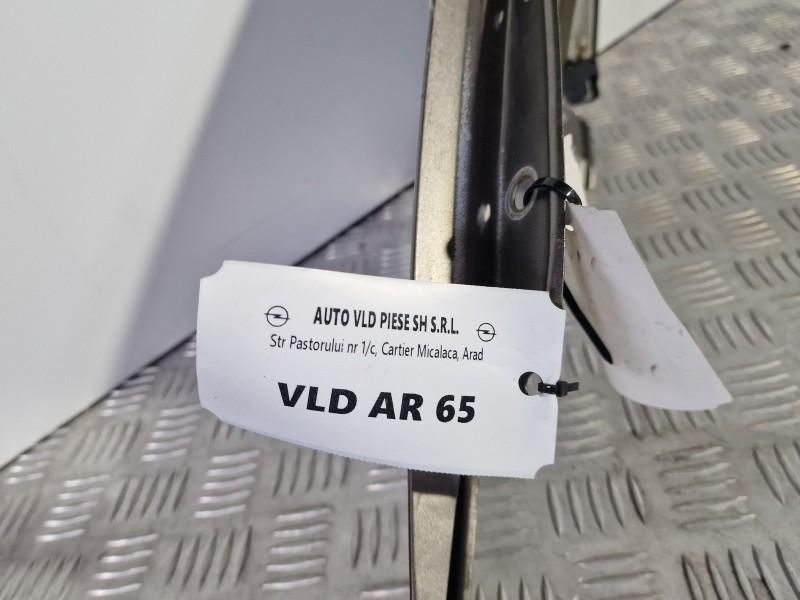 AUTO VLD PIESE SH S.R.L.
Str Pastorului nr 1/c, Cartier Micalaca, Arad
VLD AR 65